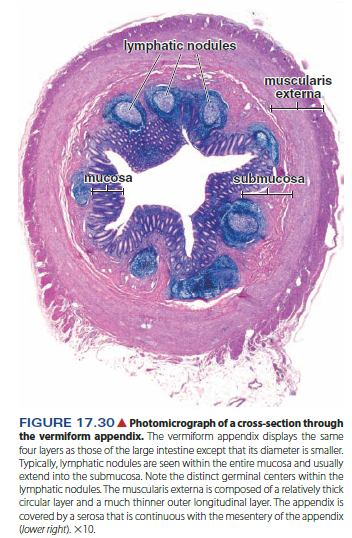 lymphatic nodules
muscularis
externa
mucosa
submucosa
FIGURE 17.30 ▲ Photomicrograph of a cross-section through
the vermiform appendix. The vermiform appendix displays the same
four layers as those of the large intestine except that its diameter is smaller.
Typically, lymphatic nodules are seen within the entire mucosa and usually
extend into the submucosa. Note the distinct germinal centers within the
lymphatic nodules. The muscularis externa is composed of a relatively thick
circular layer and a much thinner outer longitudinal layer. The appendix is
covered by a serosa that is continuous with the mesentery of the appendix
(lower right). ×10.